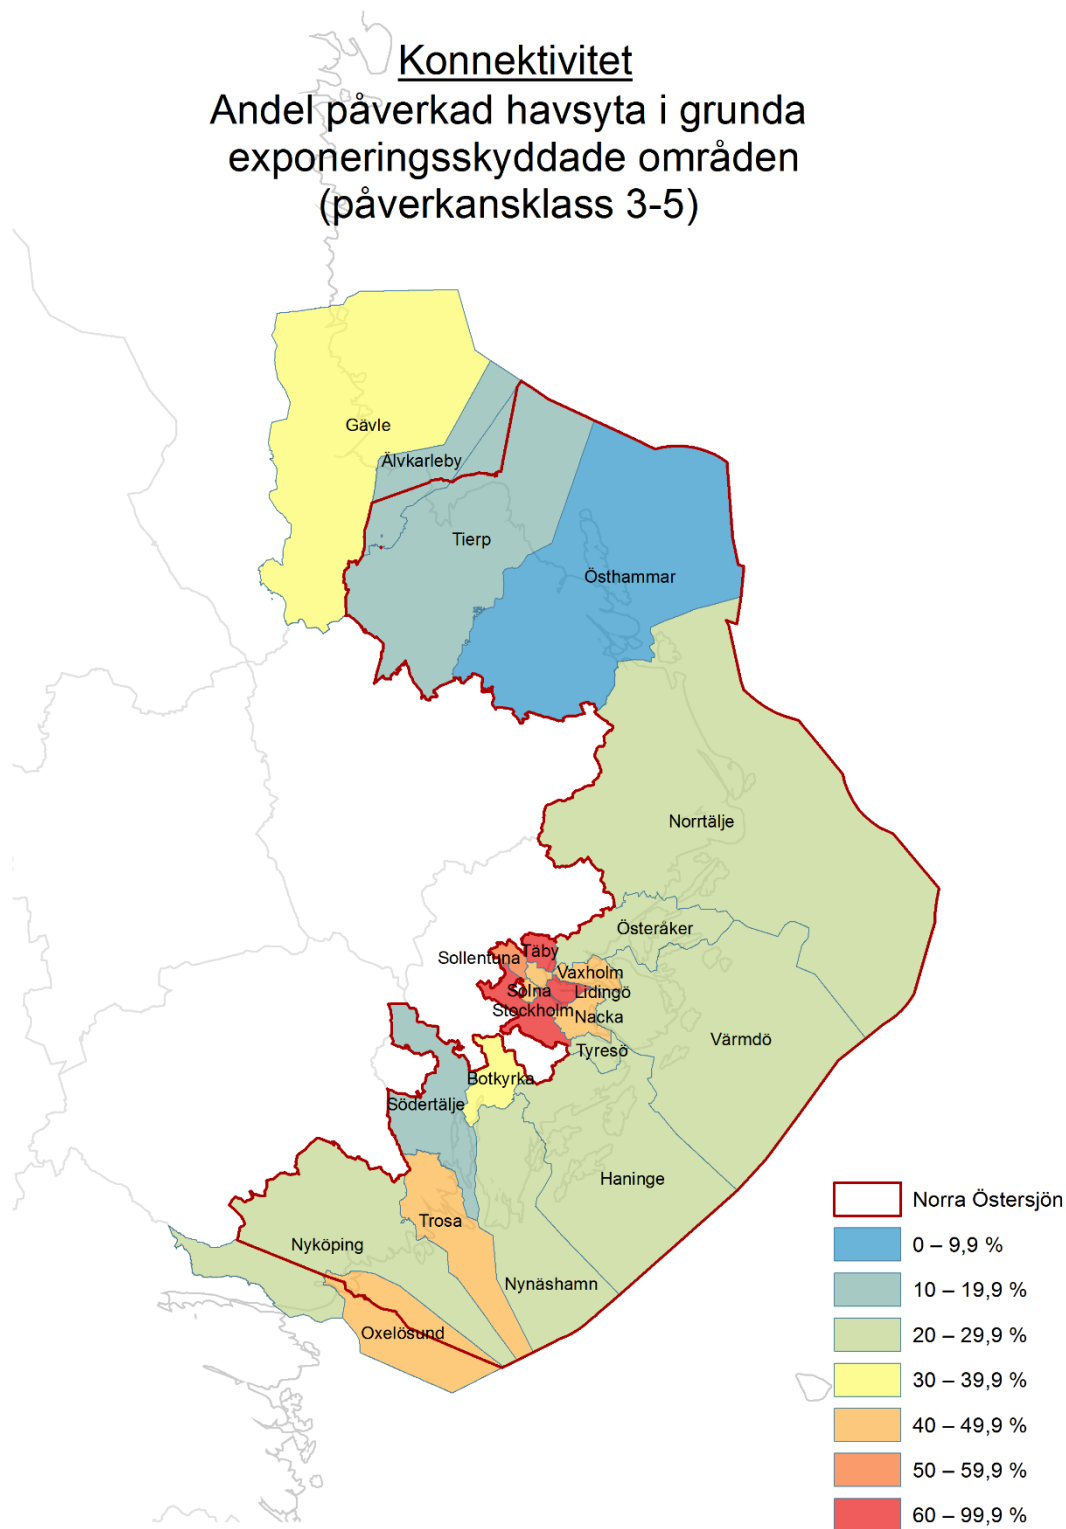 Konnektivitet
Andel påverkad havsyta i grunda
exponeringsskyddade områden
(påverkansklass 3-5)
Gävle
Älvkarleby
Tierp
Östhammar
Norrtälje
Österåker
Täby
Sollentuna
Vaxholm
Solna
Lidingö
Stockholm
Nacka
Värmdö
Tyresö
Botkyrka
Södertälje
Haninge
Trosa
Nyköping
Nynäshamn
Oxelösund
Norra Östersjön
0 – 9,9 %
10 – 19,9 %
20 – 29,9 %
30 – 39,9 %
40 – 49,9 %
50 – 59,9 %
60 – 99,9 %